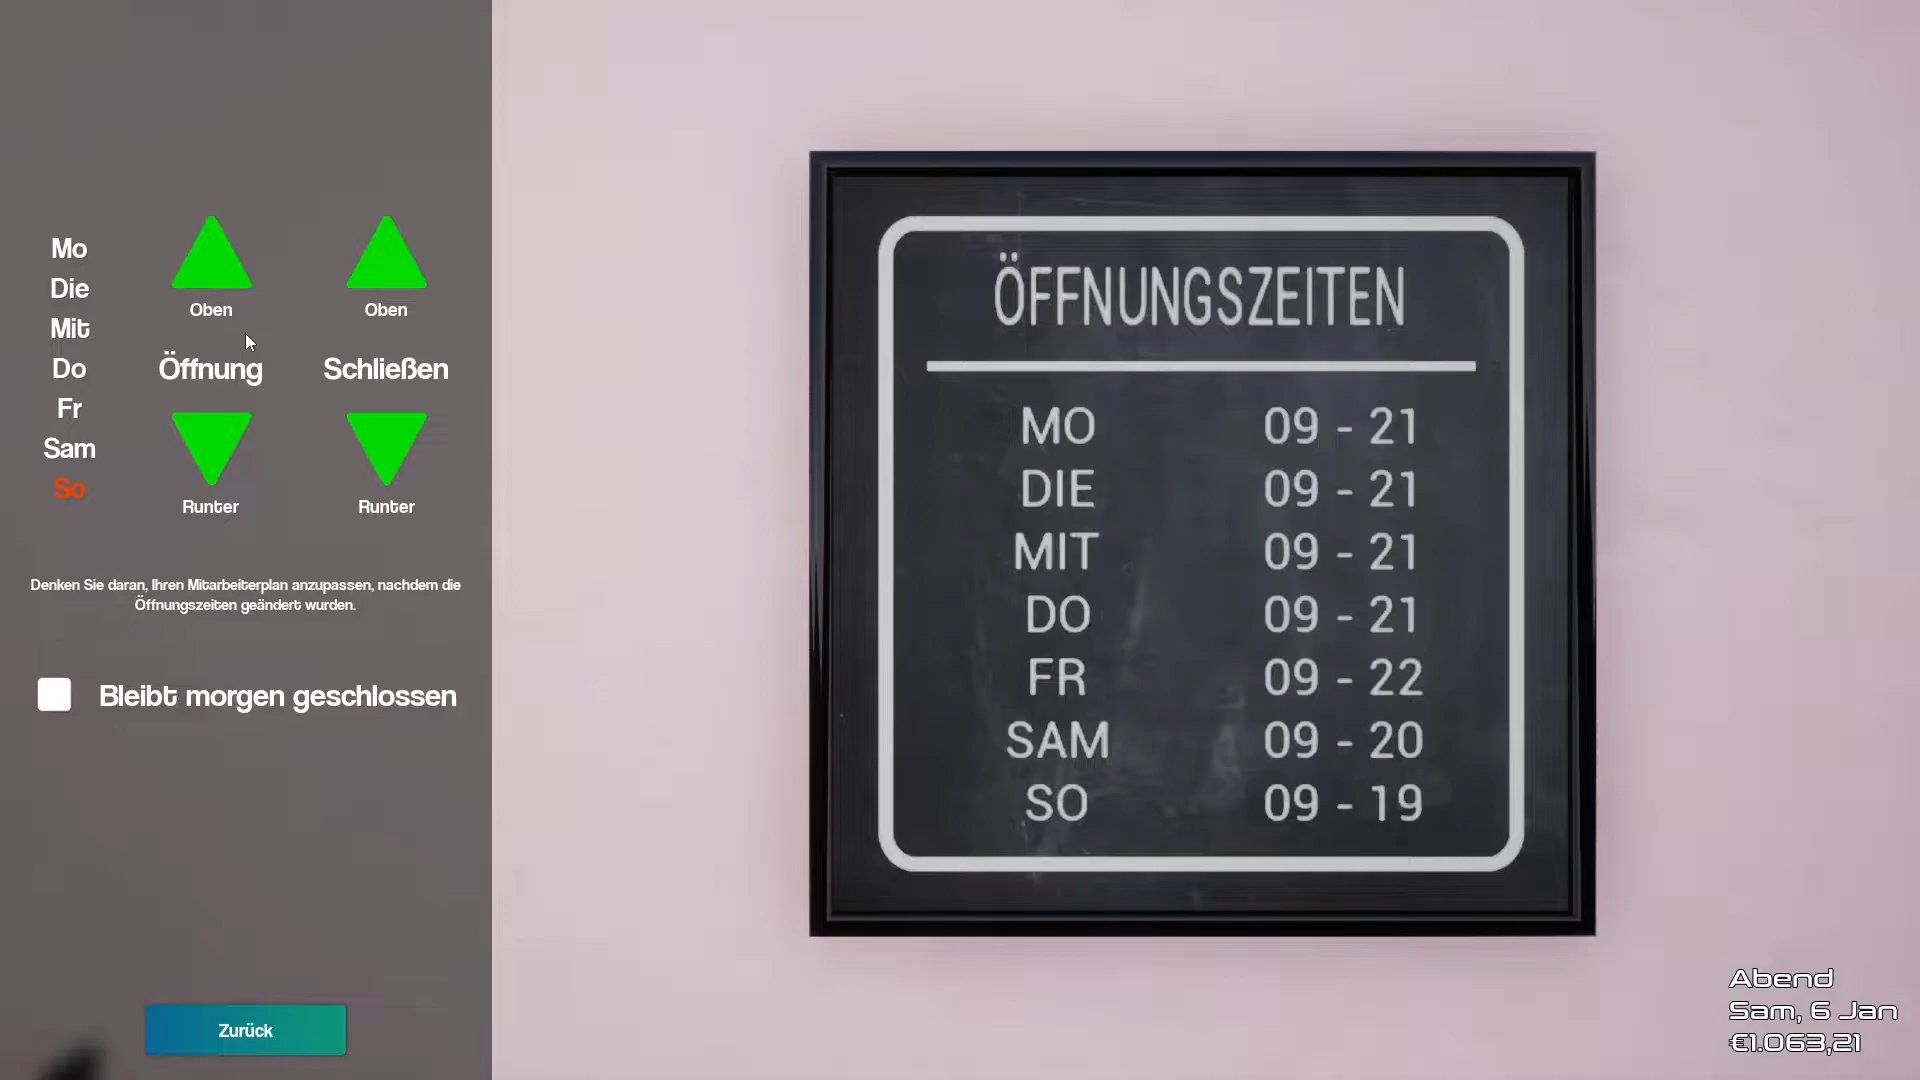 Mo
Die
Mit
Do
Fr
Sam
So
Oben
Oben
Öffnung
Schließen
Runter
Runter
Denken Sie daran, Ihren Mitarbeiterplan anzupassen, nachdem die
Öffnungszeiten geändert wurden.
Bleibt morgen geschlossen
Zurück
ÖFFNUNGSZEITEN
MO 09 - 21
DIE 09 - 21
MIT 09 - 21
DO 09 - 21
FR 09 - 22
SAM 09 - 20
SO 09 - 19
Abend
Sam, 6 Jan
€1.063,21